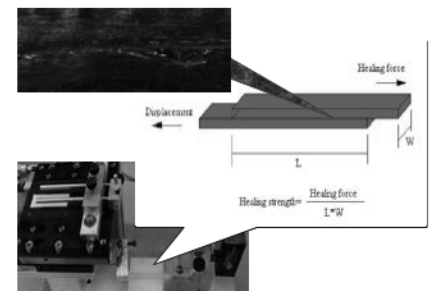 Healing force
Displacement
W
L
Healing strength= Healing force
L*W